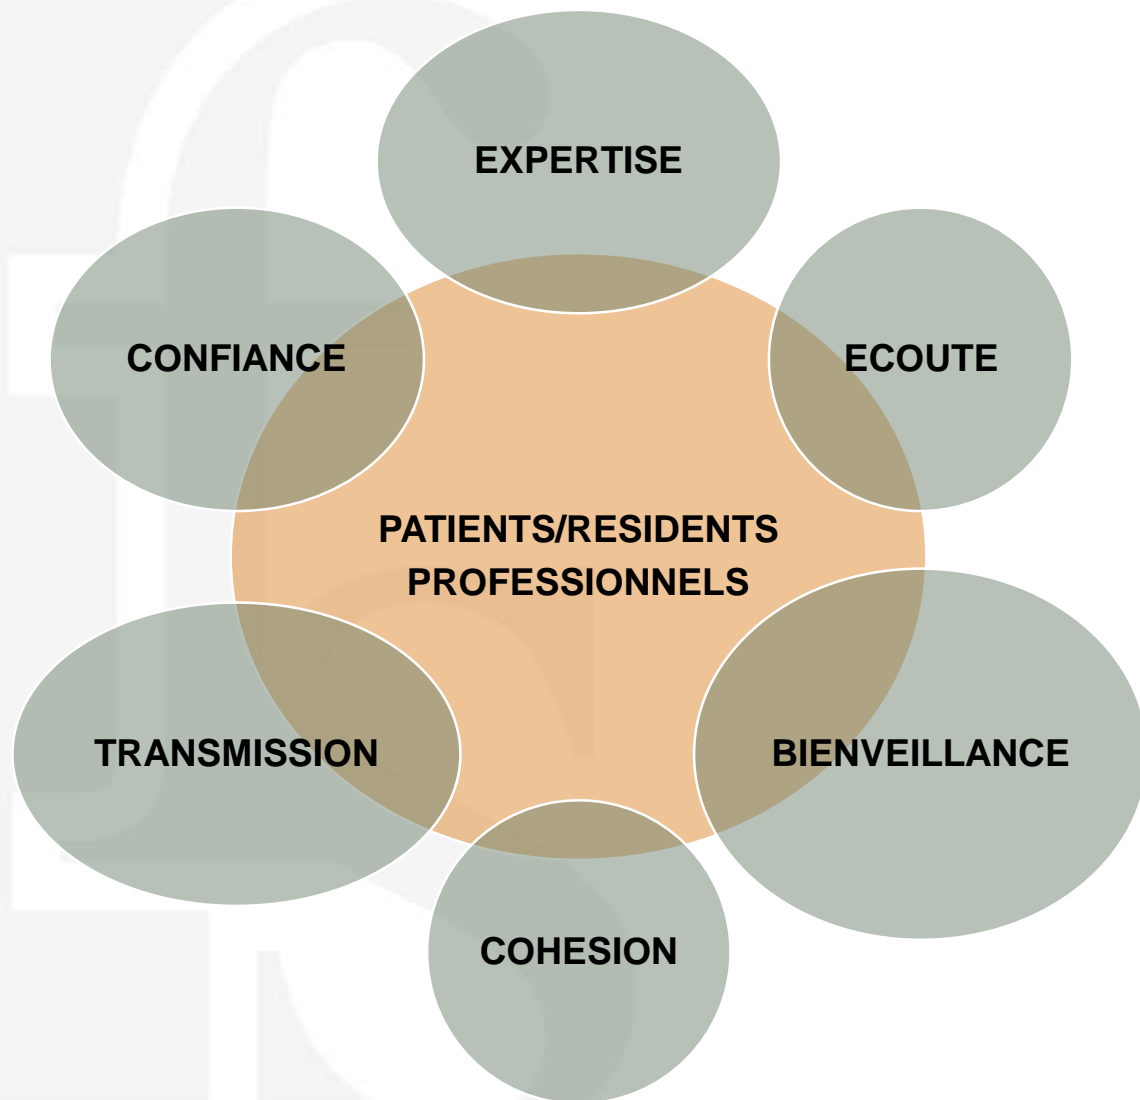 EXPERTISE
CONFIANCE
ECOUTE
PATIENTS/RESIDENTS
PROFESSIONNELS
TRANSMISSION
BIENVEILLANCE
COHESION